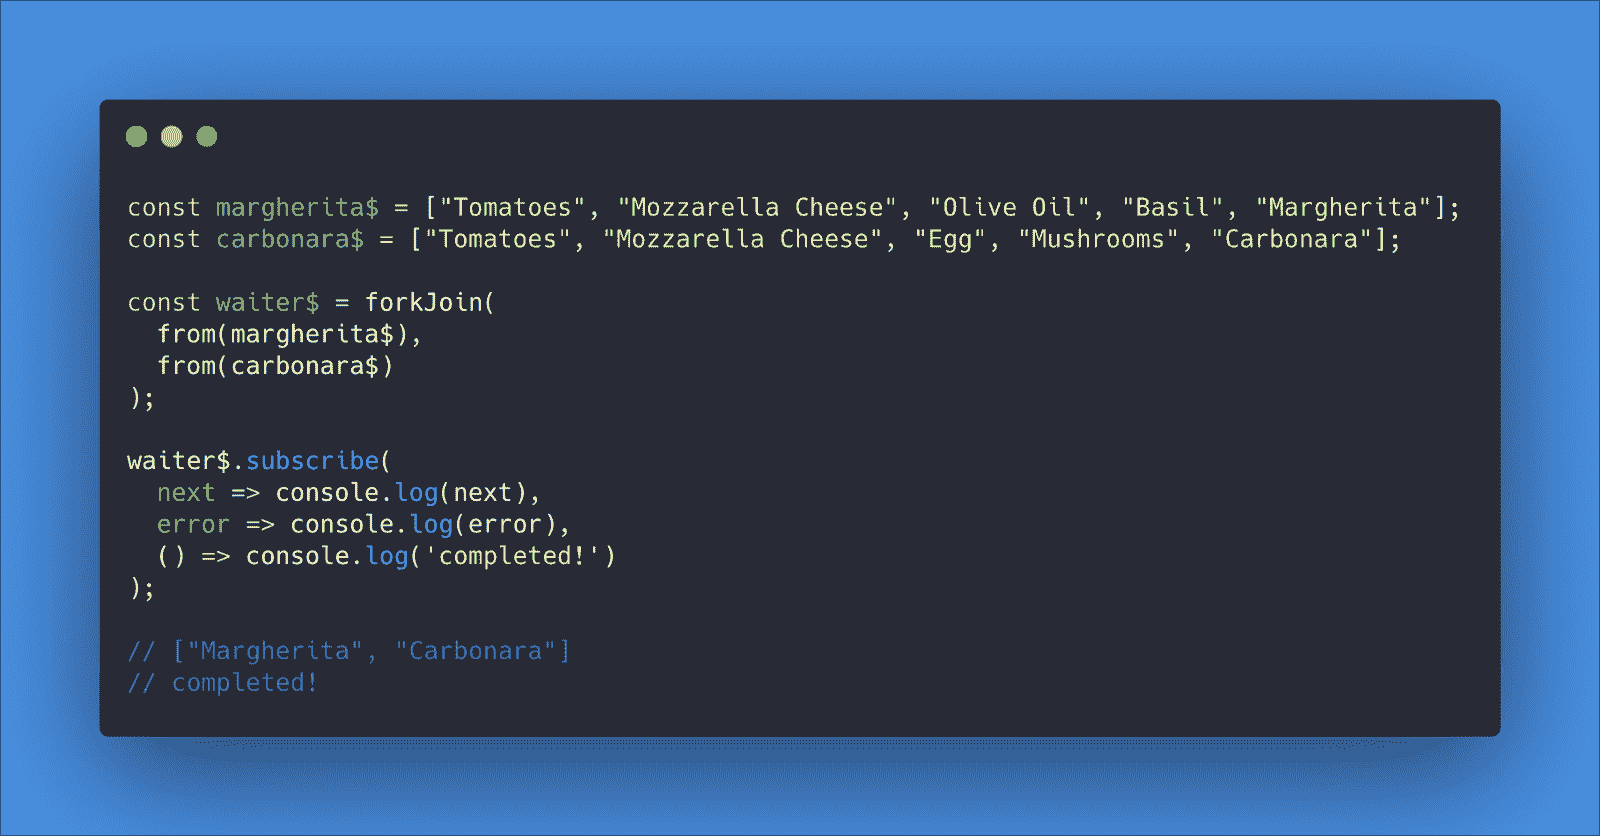 const margherita$ = ["Tomatoes", "Mozzarella Cheese", "Olive Oil", "Basil", "Margherita"];
const carbonara$ = ["Tomatoes", "Mozzarella Cheese", "Egg", "Mushrooms", "Carbonara"];

const waiter$ = forkJoin(
  from(margherita$),
  from(carbonara$)
);

waiter$.subscribe(
  next => console.log(next),
  error => console.log(error),
  () => console.log('completed!')
);

// ["Margherita", "Carbonara"]
// completed!